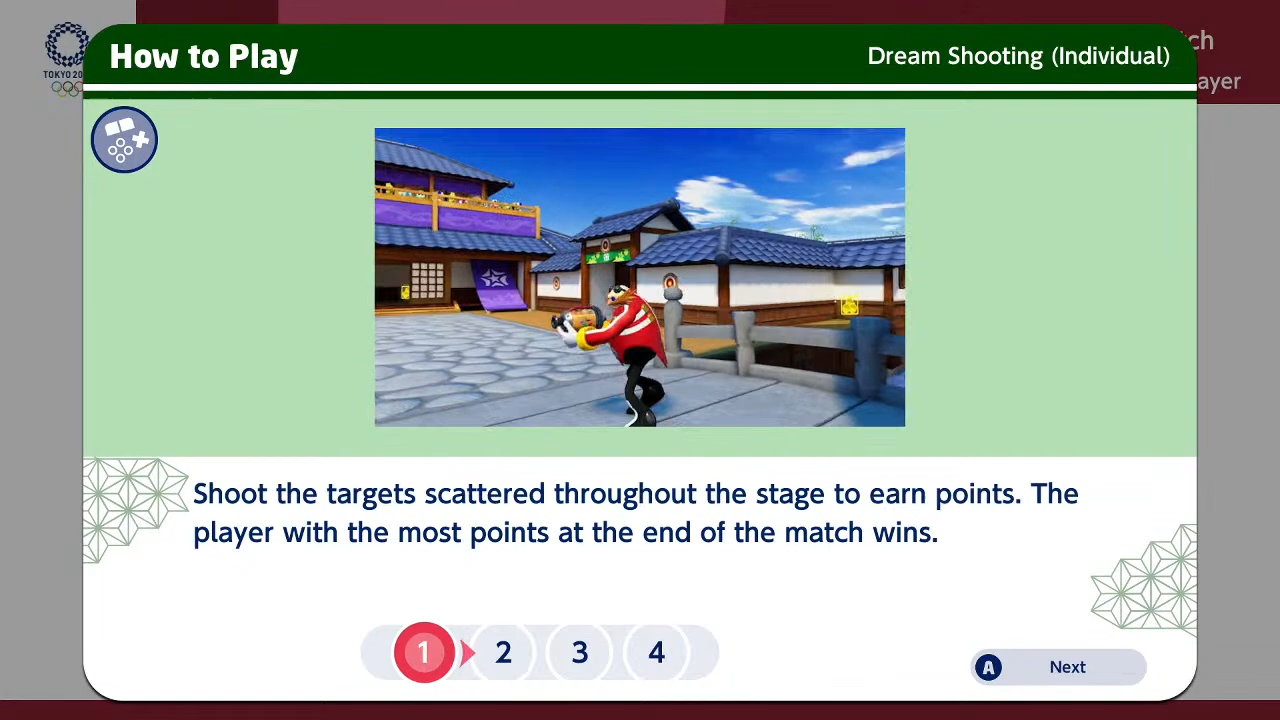 How to Play
Dream Shooting (Individual)
TOKYO 20
ch
ayer
Shoot the targets scattered throughout the stage to earn points. The
player with the most points at the end of the match wins.
1 2 3 4
A Next